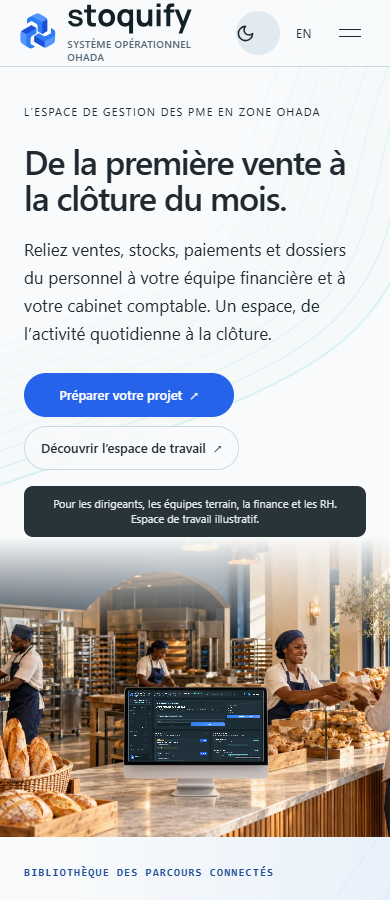 stoquify
SYSTÈME OPÉRATIONNEL
OHADA
EN
L'ESPACE DE GESTION DES PME EN ZONE OHADA
De la première vente à
la clôture du mois.
Reliez ventes, stocks, paiements et dossiers
du personnel à votre équipe financière et à
votre cabinet comptable. Un espace, de
l'activité quotidienne à la clôture.
Préparer votre projet ↗
Découvrir l'espace de travail ↗
Pour les dirigeants, les équipes terrain, la finance et les RH.
Espace de travail illustratif.
BIBLIOTHÈQUE DES PARCOURS CONNECTÉS